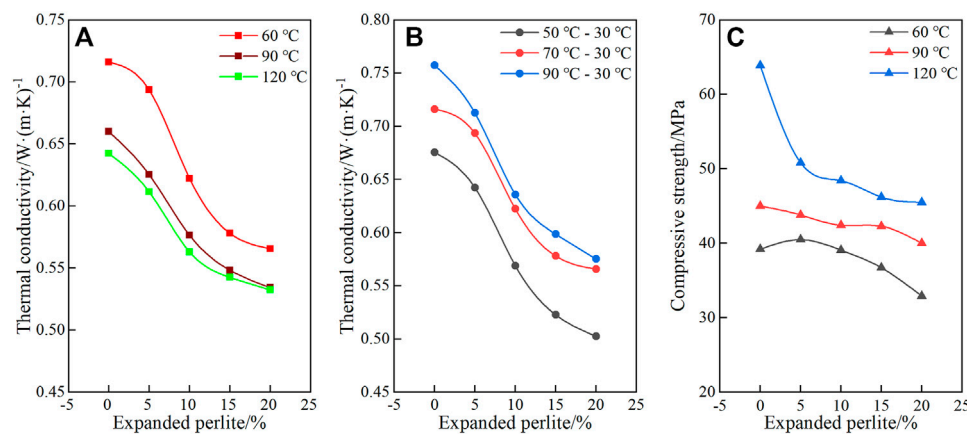 A
60 ℃
90 ℃
120 ℃
Thermal conductivity/W·(m·K)-1
0.75
0.70
0.65
0.60
0.55
0.50
0.45
-5 0 5 10 15 20 25
Expanded perlite/%
B
50 ℃ - 30 ℃
70 ℃ - 30 ℃
90 ℃ - 30 ℃
Thermal conductivity/W·(m·K)-1
0.80
0.75
0.70
0.65
0.60
0.55
0.50
0.45
-5 0 5 10 15 20 25
Expanded perlite/%
C
60 ℃
90 ℃
120 ℃
Compressive strength/MPa
70
60
50
40
30
20
-5 0 5 10 15 20 25
Expanded perlite/%